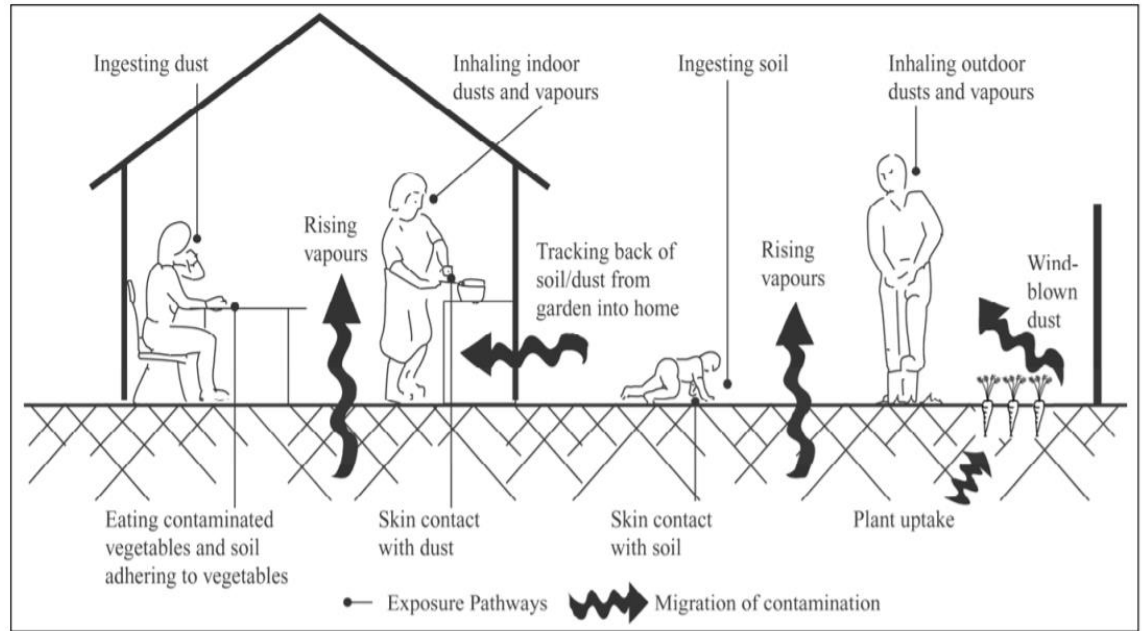 Ingesting dust
Inhaling indoor
dusts and vapours
Ingesting soil
Inhaling outdoor
dusts and vapours
Rising
vapours
Tracking back of
soil/dust from
garden into home
Rising
vapours
Wind-
blown
dust
Eating contaminated
vegetables and soil
adhering to vegetables
Skin contact
with dust
Skin contact
with soil
Plant uptake
Exposure Pathways
Migration of contamination